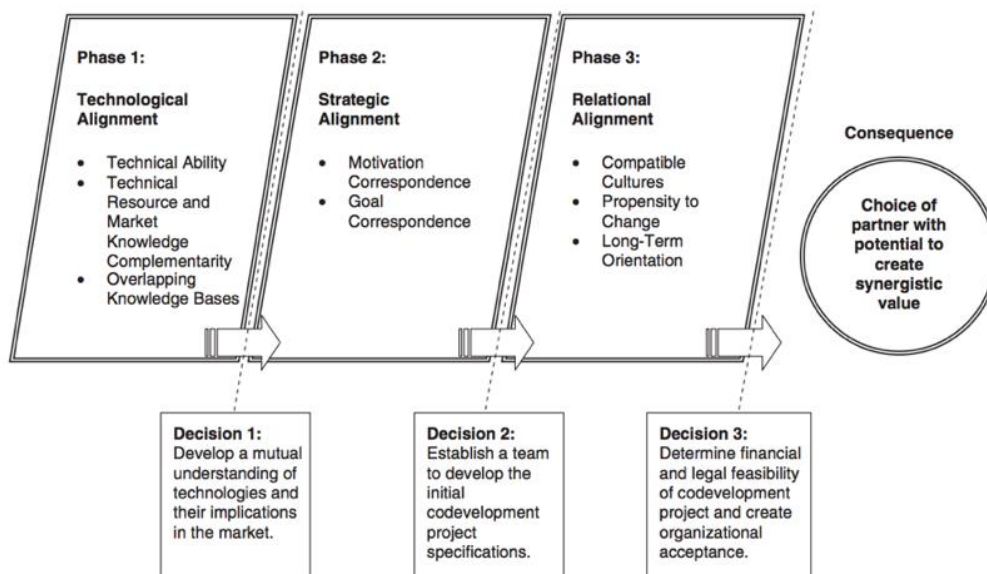 Phase 1:
Technological
Alignment
• Technical Ability
• Technical
Resource and
Market
Knowledge
Complementarity
• Overlapping
Knowledge Bases
Phase 2:
Strategic
Alignment
• Motivation
Correspondence
• Goal
Correspondence
Phase 3:
Relational
Alignment
• Compatible
Cultures
• Propensity to
Change
• Long-Term
Orientation
Consequence
Choice of
partner with
potential to
create
synergistic
value
Decision 1:
Develop a mutual
understanding of
technologies and
their implications
in the market.
Decision 2:
Establish a team
to develop the
initial
codevelopment
project
specifications.
Decision 3:
Determine financial
and legal feasibility
of codevelopment
project and create
organizational
acceptance.